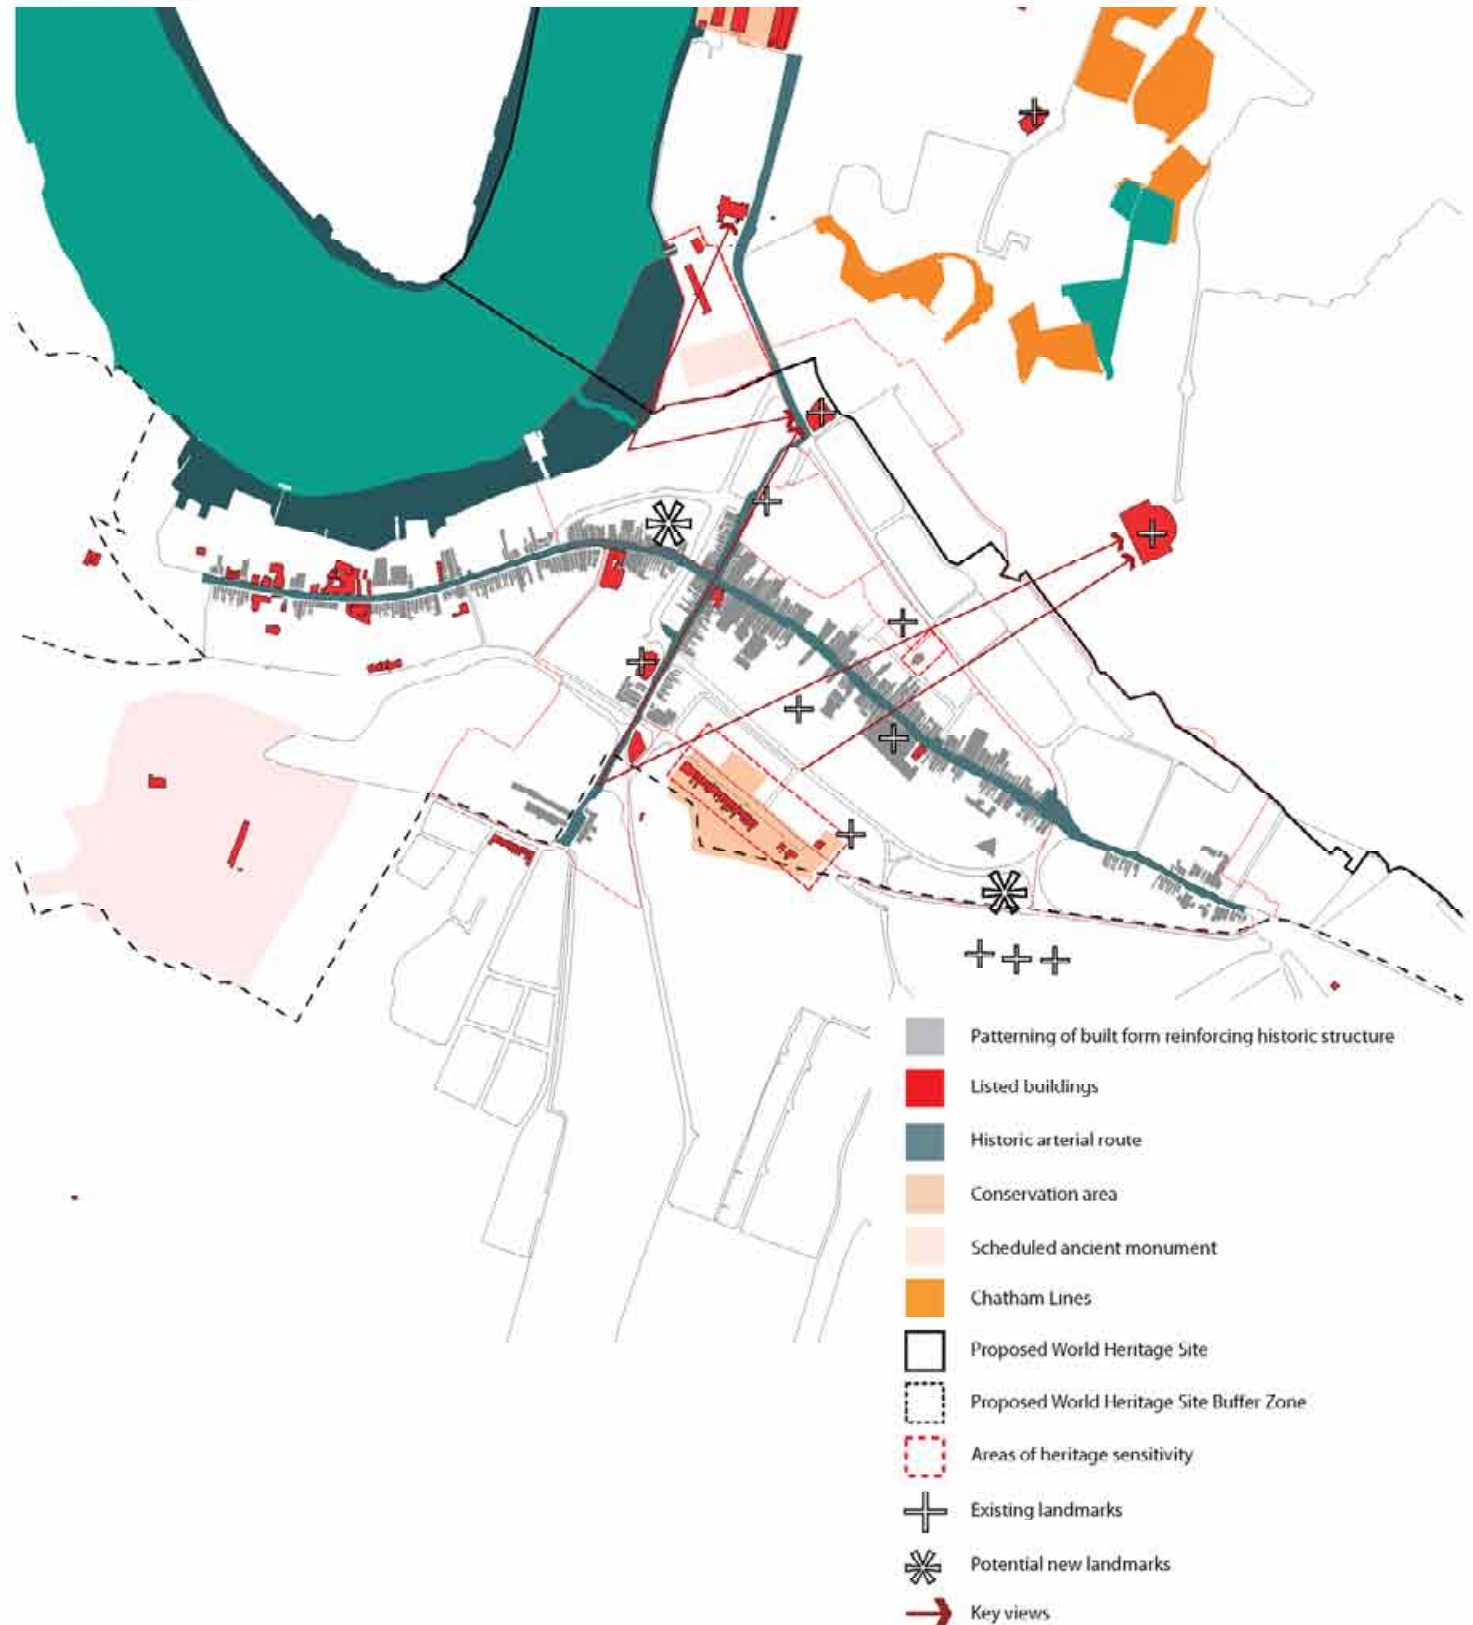 Patterning of built form reinforcing historic structure
Listed buildings
Historic arterial route
Conservation area
Scheduled ancient monument
Chatham Lines
Proposed World Heritage Site
Proposed World Heritage Site Buffer Zone
Areas of heritage sensitivity
Existing landmarks
Potential new landmarks
Key views